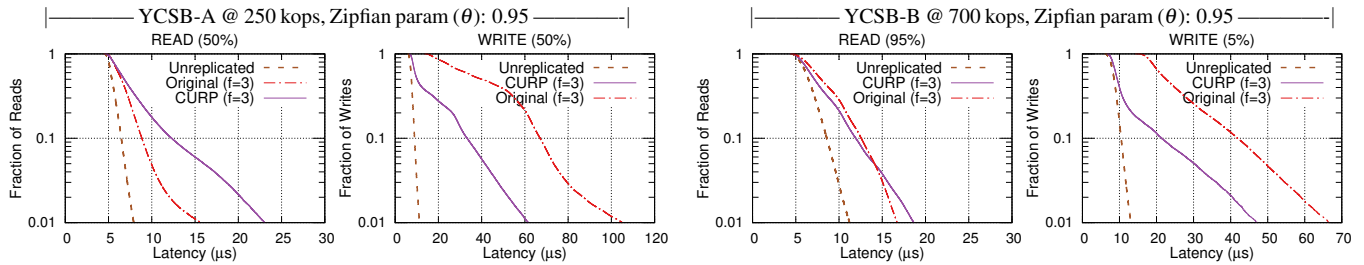 YCSB-A @ 250 kops, Zipfian param (θ): 0.95
READ (50%)
Fraction of Reads
1
0.1
0.01
Unreplicated
Original (f=3)
CURP (f=3)
0 5 10 15 20 25 30
Latency (μs)
WRITE (50%)
Fraction of Writes
1
0.1
0.01
Unreplicated
CURP (f=3)
Original (f=3)
0 20 40 60 80 100 120
Latency (μs)
YCSB-B @ 700 kops, Zipfian param (θ): 0.95
READ (95%)
Fraction of Reads
1
0.1
0.01
Unreplicated
CURP (f=3)
Original (f=3)
0 5 10 15 20 25 30
Latency (μs)
WRITE (5%)
Fraction of Writes
1
0.1
0.01
Unreplicated
CURP (f=3)
Original (f=3)
0 10 20 30 40 50 60 70
Latency (μs)